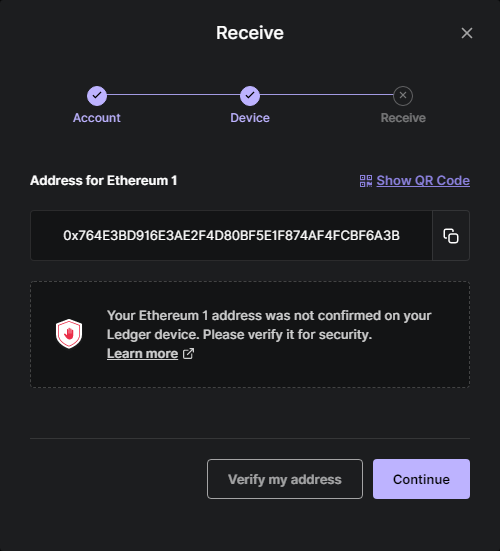 Receive
Account
Device
Receive
Address for Ethereum 1
Show QR Code
0x764E3BD916E3AE2F4D80BF5E1F874AF4FCBF6A3B
Your Ethereum 1 address was not confirmed on your
Ledger device. Please verify it for security.
Learn more
Verify my address
Continue